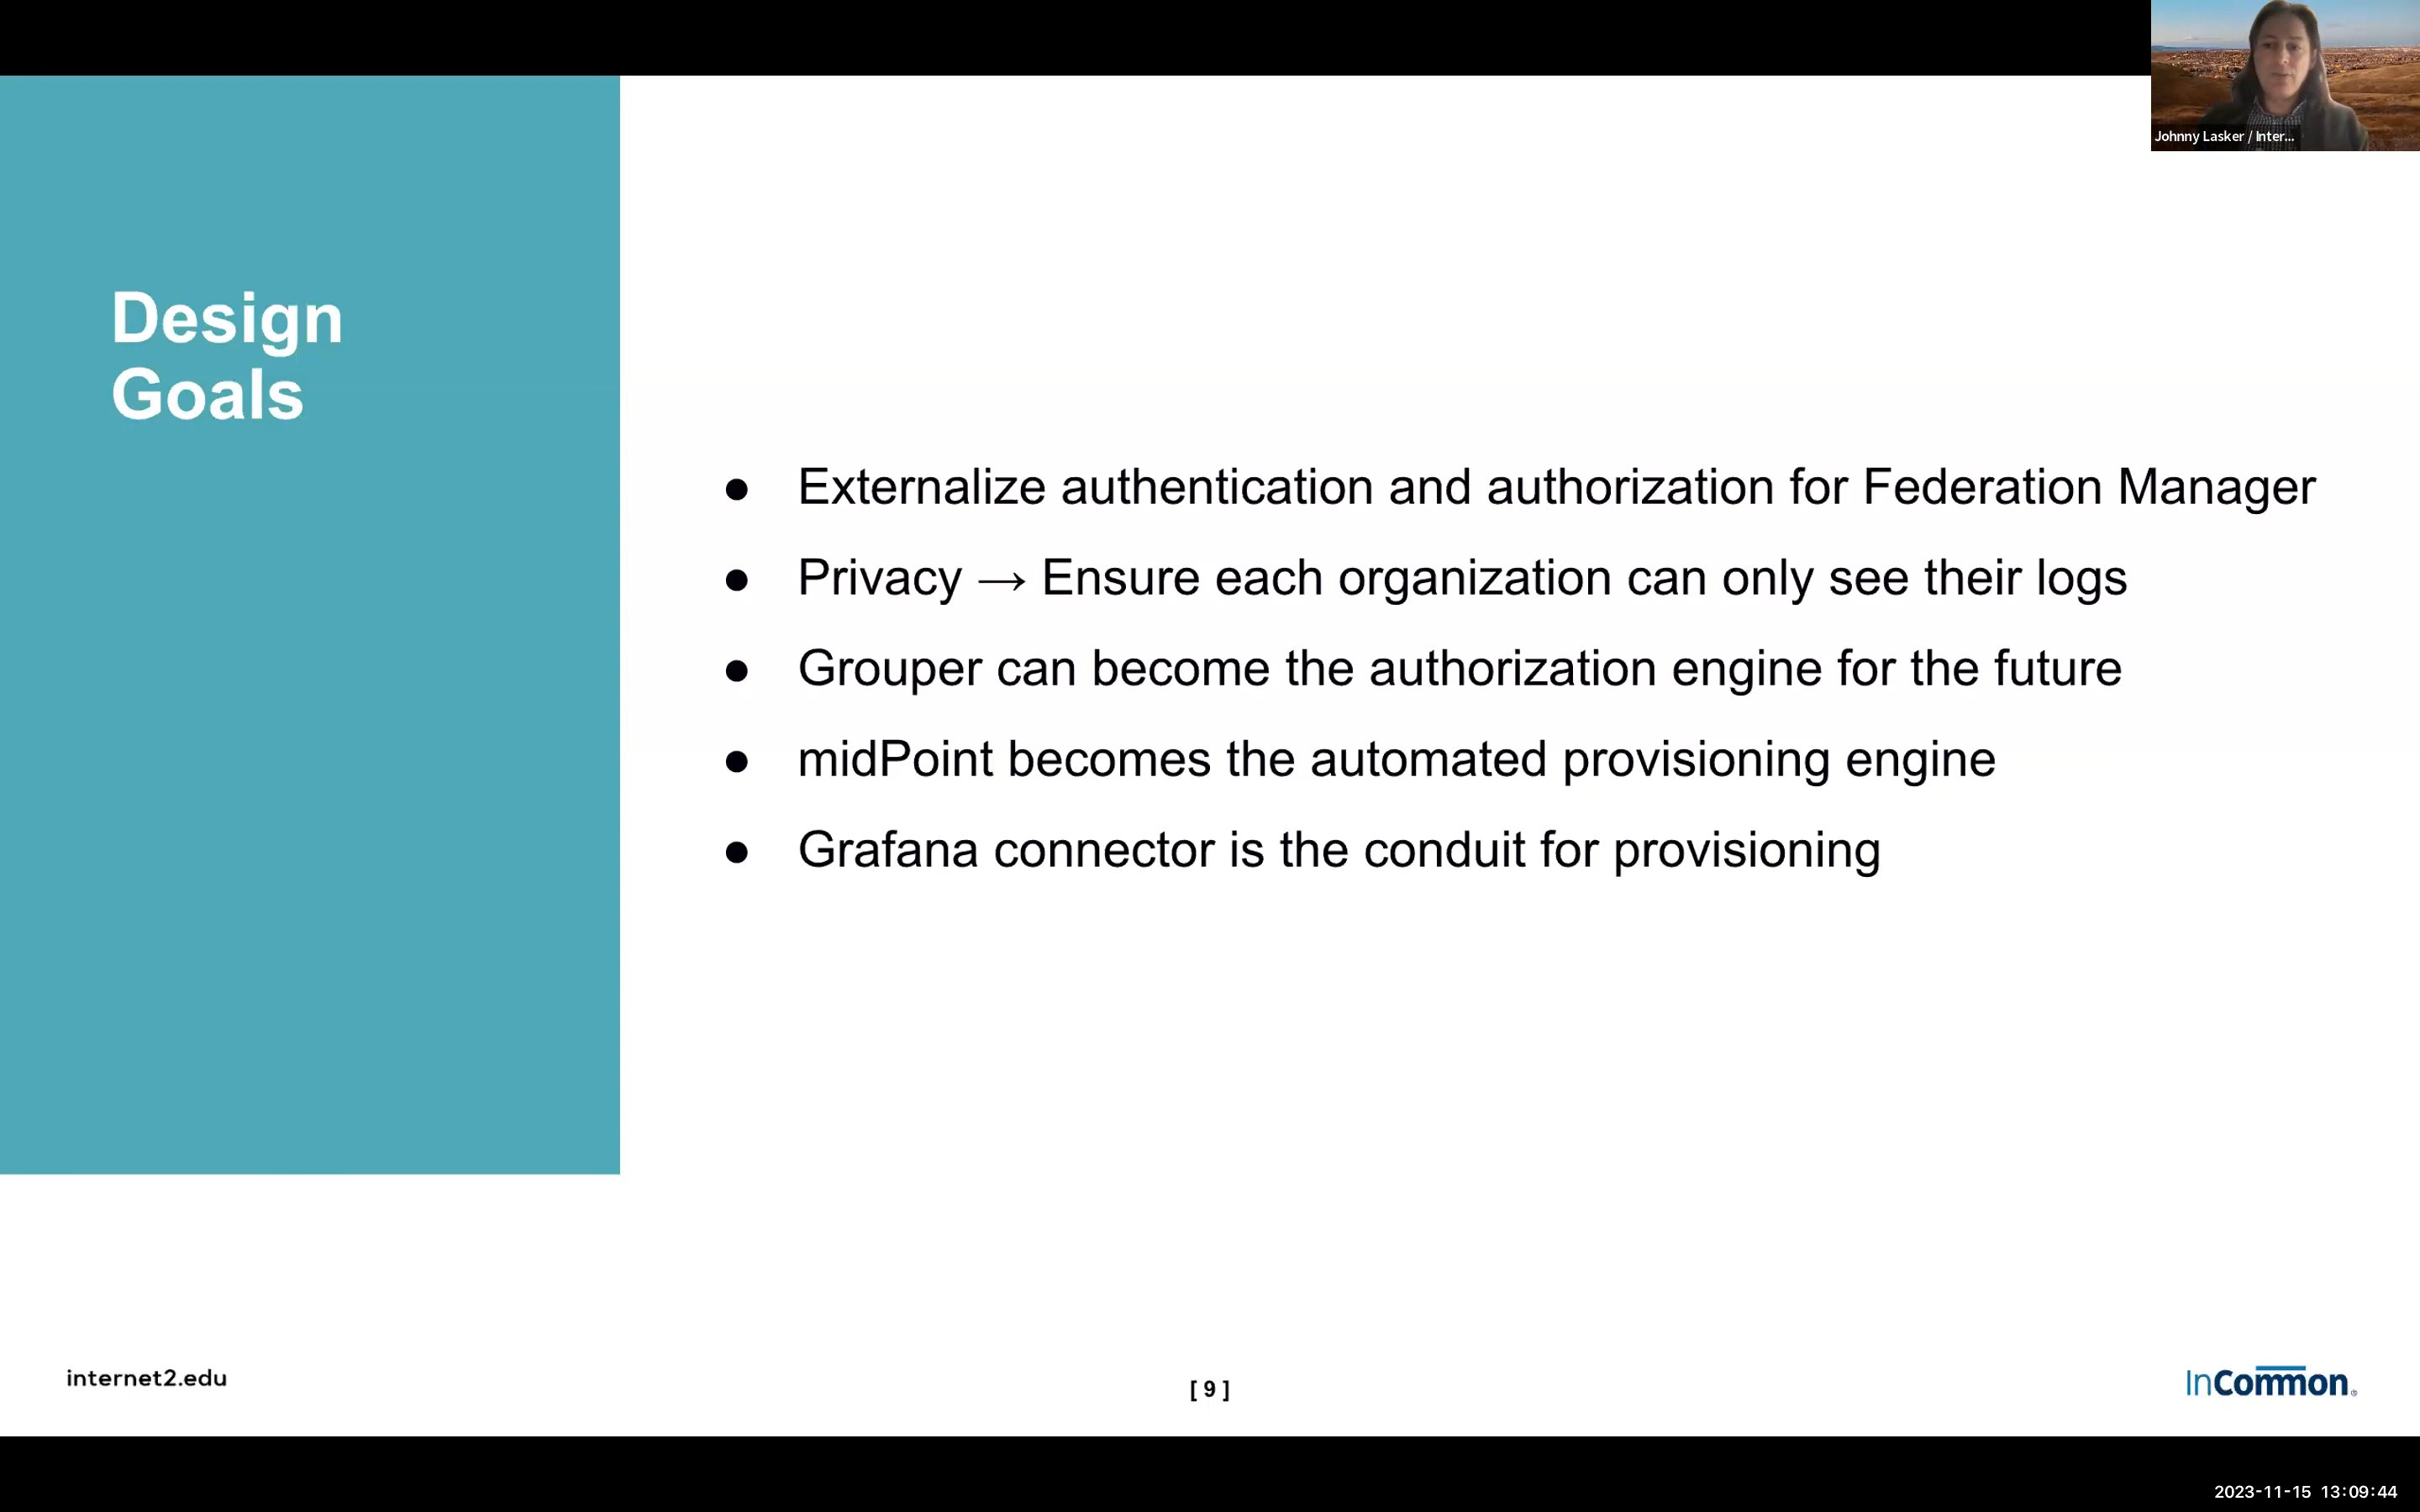 Johnny Lasker / Inter...
Design
Goals
● Externalize authentication and authorization for Federation Manager
● Privacy → Ensure each organization can only see their logs
● Grouper can become the authorization engine for the future
● midPoint becomes the automated provisioning engine
● Grafana connector is the conduit for provisioning
internet2.edu
[ 9 ]
InCommon®
2023-11-15 13:09:44